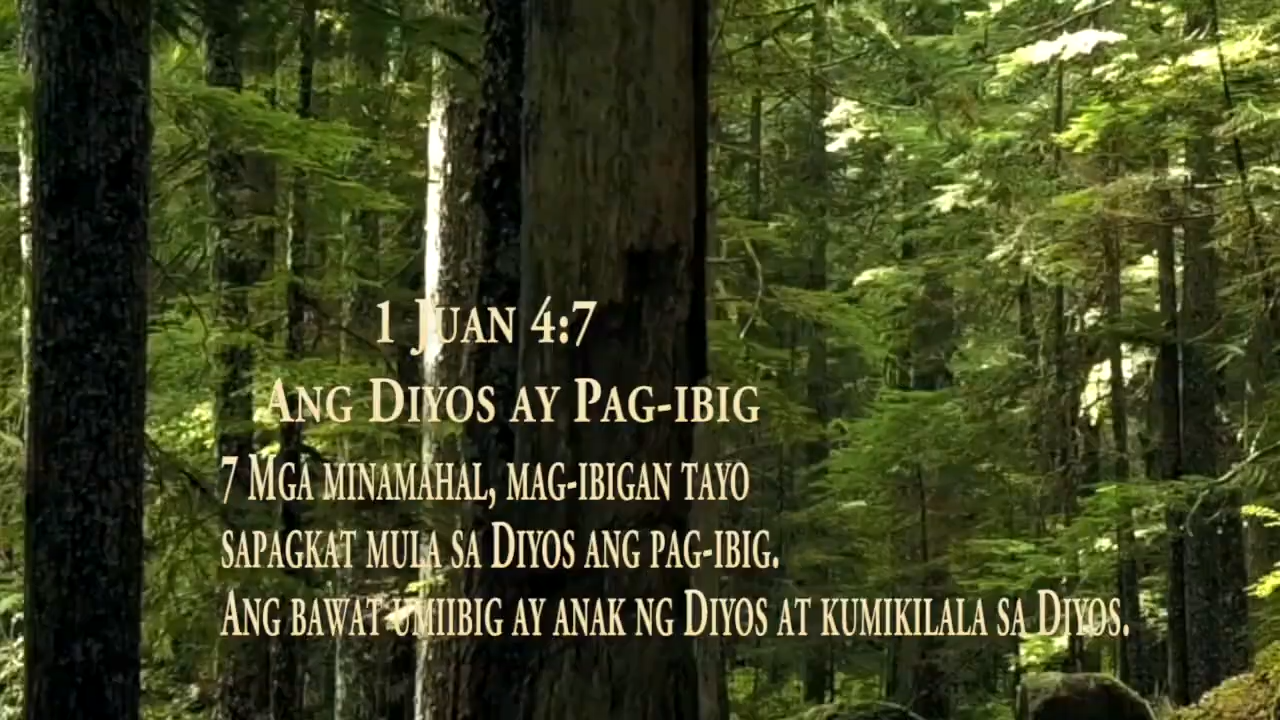 1 Juan 4:7
Ang Diyos ay Pag-ibig
7 Mga minamahal, mag-ibigan tayo
sapagkat mula sa Diyos ang pag-ibig.
Ang bawat umiibig ay anak ng Diyos at kumikilala sa Diyos.